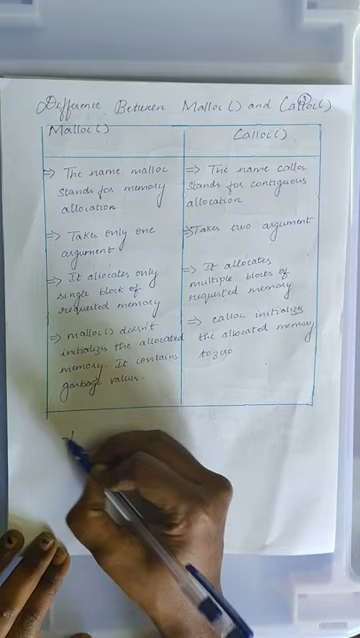 Difference Between Malloc() and Calloc()
Malloc()
⇒ The name malloc
stands for memory
allocation
⇒ Takes only one
argument
⇒ It allocates only
single block of
requested memory
⇒ malloc() doesn't
initialize the allocated
memory. It contains
garbage values.
Calloc()
⇒ The name calloc
stands for contiguous
allocation
⇒ Takes two argument
⇒ It allocates
multiple blocks of
requested memory
⇒ calloc initializes
the allocated memory
to zero